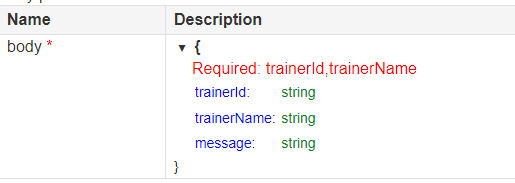 Name Description
body * ▼ {
Required: trainerId,trainerName
trainerId: string
trainerName: string
message: string
}